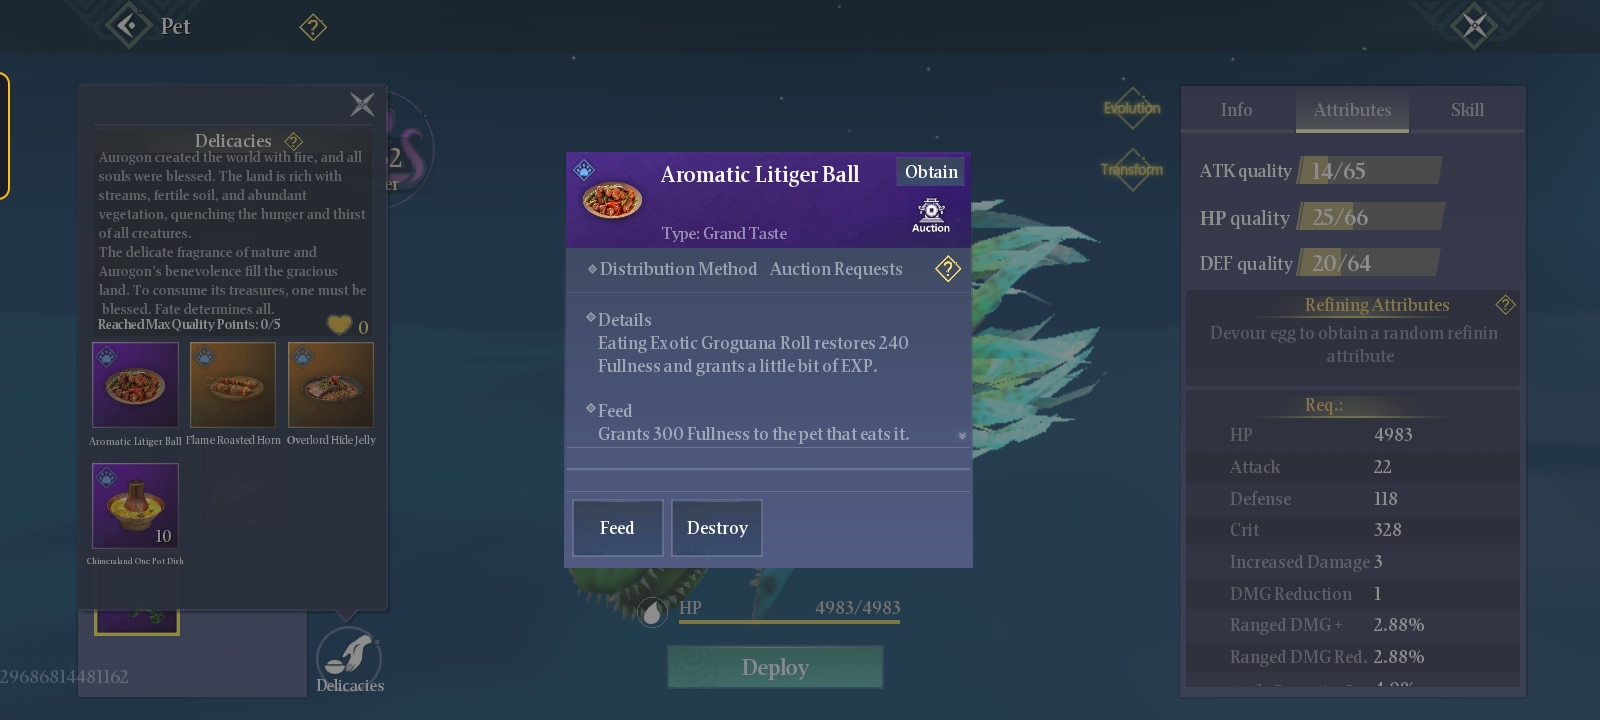 Pet
Delicacies
Aurogon created the world with fire, and all
souls were blessed. The land is rich with
streams, fertile soil, and abundant
vegetation, quenching the hunger and thirst
of all creatures.
The delicate fragrance of nature and
Aurogon's benevolence fill the gracious
land. To consume its treasures, one must be
blessed. Fate determines all.
Reached Max Quality Points: 0/5
0
Aromatic Litiger Ball
Flame Roasted Horn
Overlord HIde Jelly
10
Chimeraland One Pot Dish
29686814481162
Delicacies
Aromatic Litiger Ball
Obtain
Type: Grand Taste
Auction
Distribution Method Auction Requests
Details
Eating Exotic Groguana Roll restores 240
Fullness and grants a little bit of EXP.
Feed
Grants 300 Fullness to the pet that eats it.
Feed
Destroy
HP 4983/4983
Deploy
Evolution
Transform
Info
Attributes
Skill
ATK quality 14/65
HP quality 25/66
DEF quality 20/64
Refining Attributes
Devour egg to obtain a random refinin
attribute
Req.:
HP 4983
Attack 22
Defense 118
Crit 328
Increased Damage 3
DMG Reduction 1
Ranged DMG + 2.88%
Ranged DMG Red. 2.88%